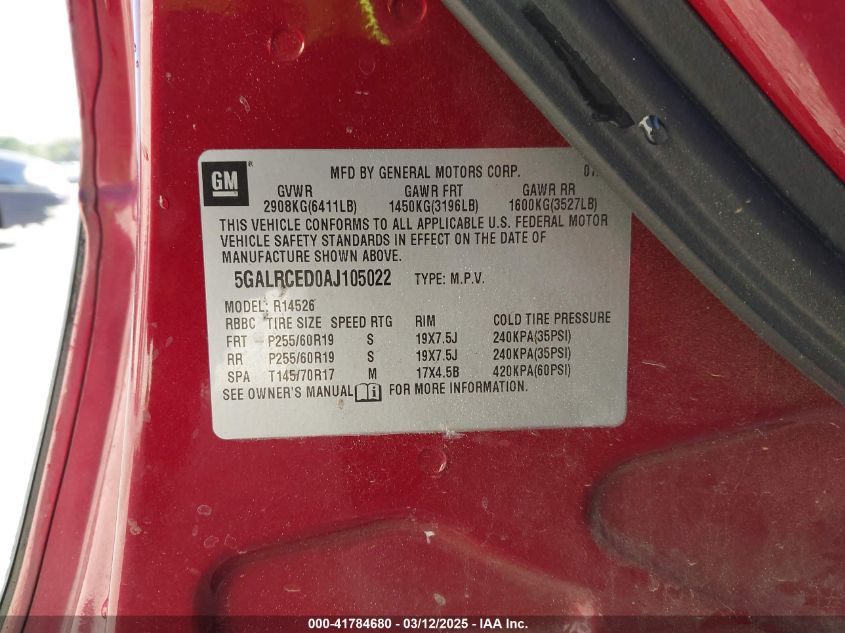 GM ® MFD BY GENERAL MOTORS CORP.
GVWR GAWR FRT GAWR RR
2908KG(6411LB) 1450KG(3196LB) 1600KG(3527LB)
THIS VEHICLE CONFORMS TO ALL APPLICABLE U.S. FEDERAL MOTOR
VEHICLE SAFETY STANDARDS IN EFFECT ON THE DATE OF
MANUFACTURE SHOWN ABOVE.
5GALRCED0AJ105022 TYPE: M.P.V.
MODEL: R14526
RBBC TIRE SIZE SPEED RTG RIM COLD TIRE PRESSURE
FRT P255/60R19 S 19X7.5J 240KPA(35PSI)
RR P255/60R19 S 19X7.5J 240KPA(35PSI)
SPA T145/70R17 M 17X4.5B 420KPA(60PSI)
SEE OWNER'S MANUAL FOR MORE INFORMATION.
000-41784680 - 03/12/2025 - IAA Inc.